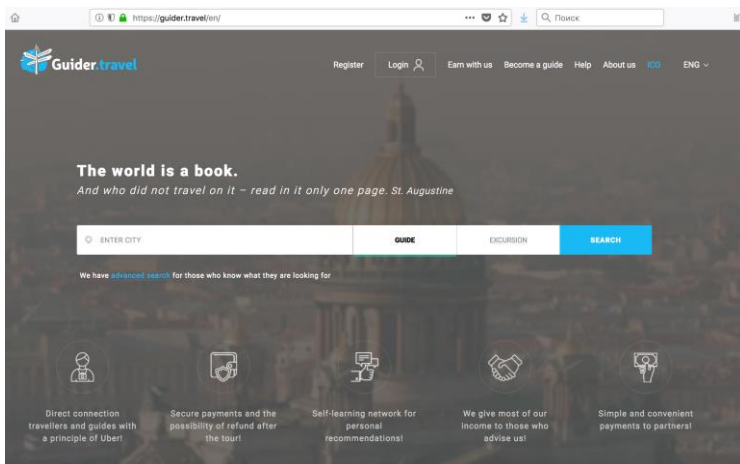 https://guider.travel/en/
Поиск
Guider.travel
Register
Login
Earn with us
Become a guide
Help
About us
ICO
ENG
The world is a book.
And who did not travel on it – read in it only one page. St. Augustine
ENTER CITY
GUIDE
EXCURSION
SEARCH
We have advanced search for those who know what they are looking for
Direct connection
travellers and guides with
a principle of Uber!
Secure payments and the
possibility of refund after
the tour!
Self-learning network for
personal
recommendations!
We give most of our
income to those who
advise us!
Simple and convenient
payments to partners!